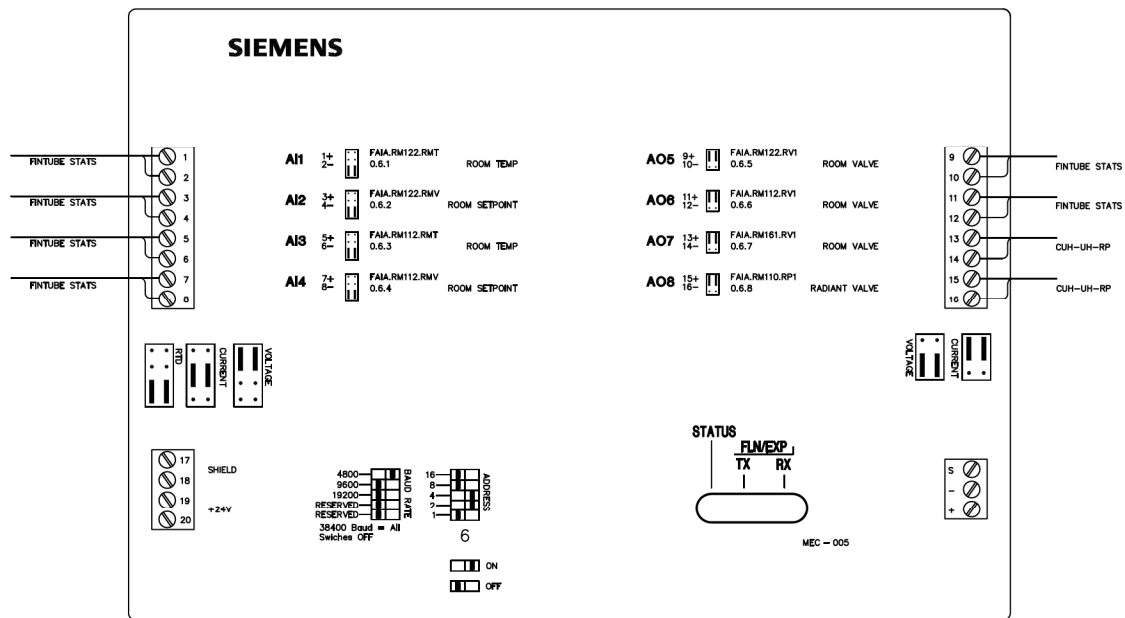 SIEMENS
FINTUBE STATS
FINTUBE STATS
FINTUBE STATS
FINTUBE STATS
1
2
3
4
5
6
7
8
AI1 1+ 2- FAIA.RM122.RMT
0.6.1 ROOM TEMP
AI2 3+ 4- FAIA.RM122.RMV
0.6.2 ROOM SETPOINT
AI3 5+ 6- FAIA.RM112.RMT
0.6.3 ROOM TEMP
AI4 7+ 8- FAIA.RM112.RMV
0.6.4 ROOM SETPOINT
AO5 9+ 10- FAIA.RM122.RV1
0.6.5 ROOM VALVE
AO6 11+ 12- FAIA.RM112.RV1
0.6.6 ROOM VALVE
AO7 13+ 14- FAIA.RM161.RV1
0.6.7 ROOM VALVE
AO8 15+ 16- FAIA.RM110.RP1
0.6.8 RADIANT VALVE
9
10
11
12
13
14
15
16
FINTUBE STATS
FINTUBE STATS
CUH-UH-RP
CUH-UH-RP
RTD
CURRENT
VOLTAGE
VOLTAGE
CURRENT
17
18
19
20
SHIELD
+24V
4800
9600
19200
RESERVED
RESERVED
BAUD RATE
38400 Baud = All
Swiches OFF
16
8
4
2
1
ADDRESS
6
ON
OFF
STATUS
FLN/EXP
TX RX
MEC - 005
S
-
+